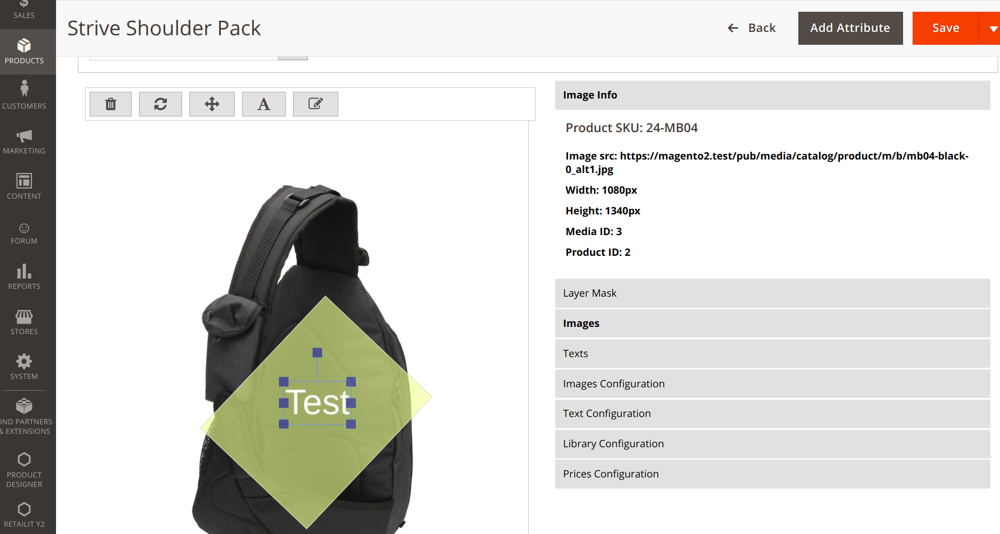 SALES
PRODUCTS
CUSTOMERS
MARKETING
CONTENT
FORUM
REPORTS
STORES
SYSTEM
IND PARTNERS
& EXTENSIONS
PRODUCT
DESIGNER
RETAILIT Y2
Strive Shoulder Pack
Back
Add Attribute
Save
A
Test
Image Info
Product SKU: 24-MB04
Image src: https://magento2.test/pub/media/catalog/product/m/b/mb04-black-
0_alt1.jpg
Width: 1080px
Height: 1340px
Media ID: 3
Product ID: 2
Layer Mask
Images
Texts
Images Configuration
Text Configuration
Library Configuration
Prices Configuration